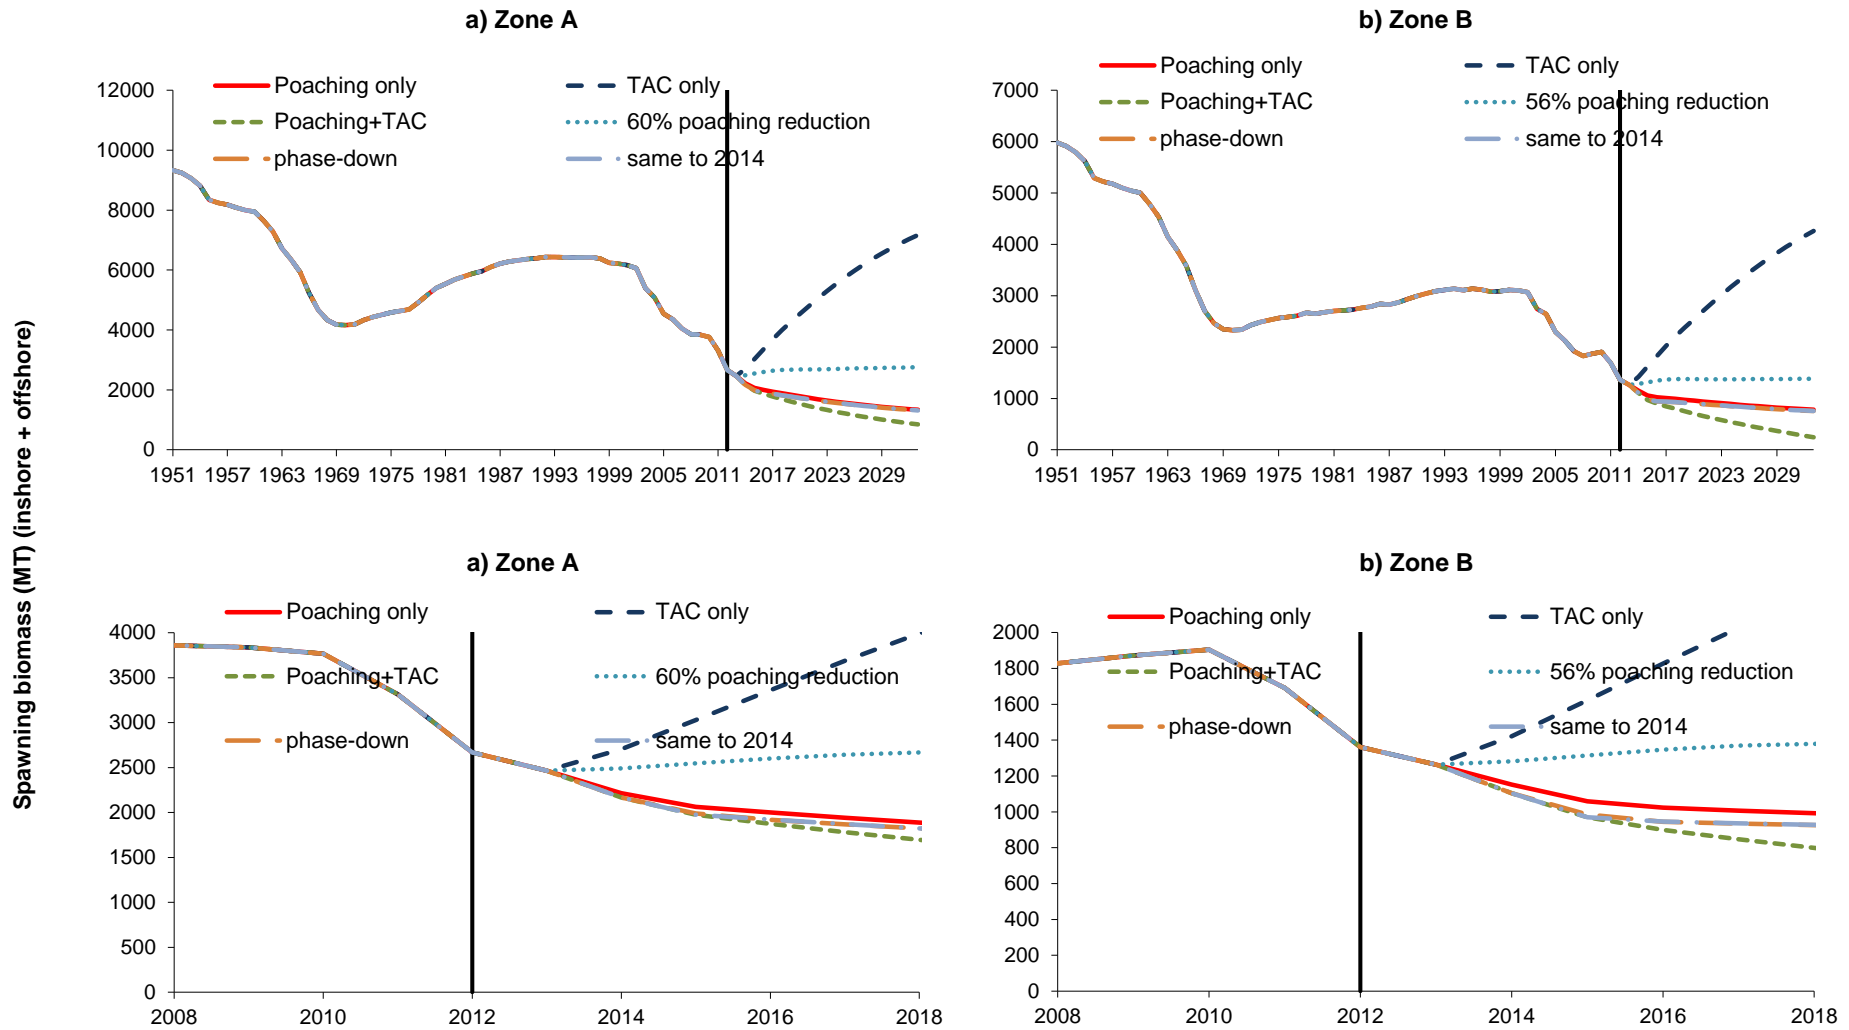 a) Zone A
Poaching only
TAC only
Poaching+TAC
60% poaching reduction
phase-down
same to 2014
12000
10000
8000
6000
4000
2000
0
1951 1957 1963 1969 1975 1981 1987 1993 1999 2005 2011 2017 2023 2029
b) Zone B
Poaching only
TAC only
Poaching+TAC
56% poaching reduction
phase-down
same to 2014
7000
6000
5000
4000
3000
2000
1000
0
1951 1957 1963 1969 1975 1981 1987 1993 1999 2005 2011 2017 2023 2029
Spawning biomass (MT) (inshore + offshore)
a) Zone A
Poaching only
TAC only
Poaching+TAC
60% poaching reduction
phase-down
same to 2014
4000
3500
3000
2500
2000
1500
1000
500
0
2008 2010 2012 2014 2016 2018
b) Zone B
Poaching only
TAC only
Poaching+TAC
56% poaching reduction
phase-down
same to 2014
2000
1800
1600
1400
1200
1000
800
600
400
200
0
2008 2010 2012 2014 2016 2018